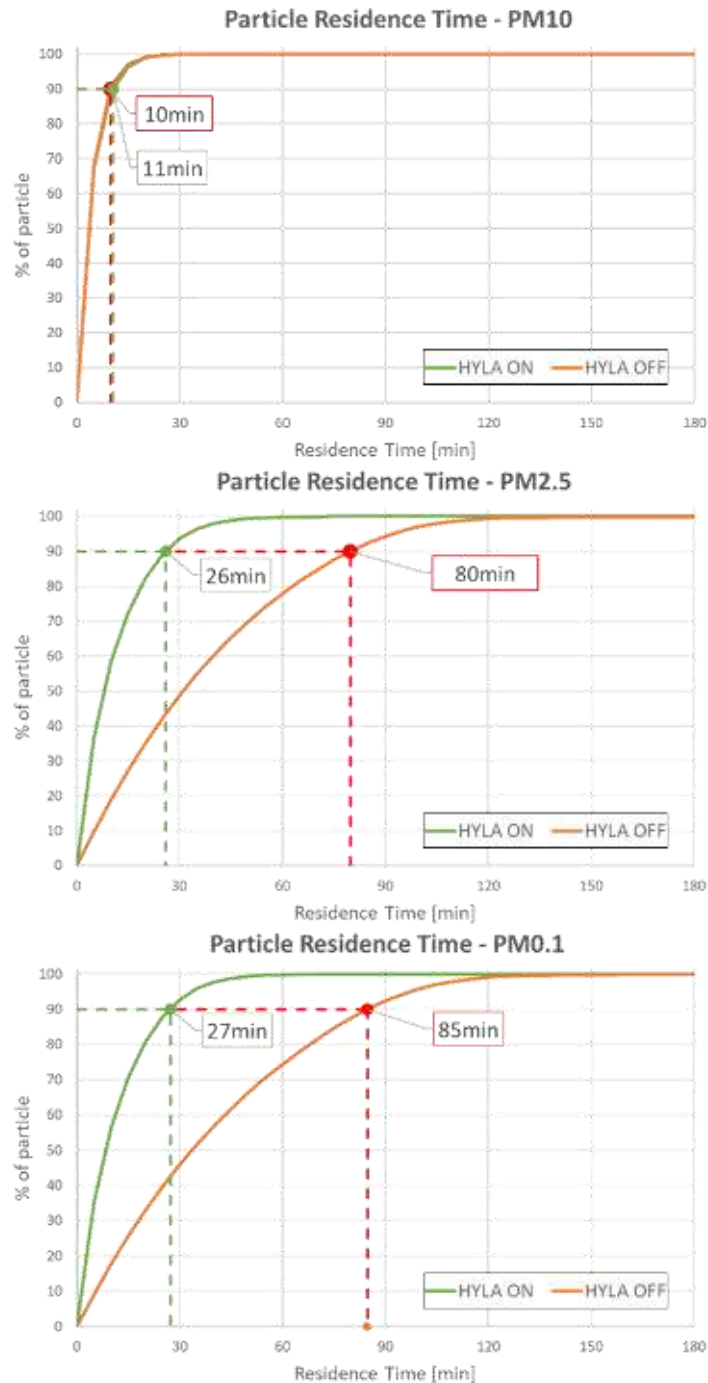 Particle Residence Time - PM10
100
90
80
70
60
50
40
30
20
10
0
% of particle
10min
11min
HYLA ON HYLA OFF
0 30 60 90 120 150 180
Residence Time [min]
Particle Residence Time - PM2.5
100
90
80
70
60
50
40
30
20
10
0
% of particle
26min
80min
HYLA ON HYLA OFF
0 30 60 90 120 150 180
Residence Time [min]
Particle Residence Time - PM0.1
100
90
80
70
60
50
40
30
20
10
0
% of particle
27min
85min
HYLA ON HYLA OFF
0 30 60 90 120 150 180
Residence Time [min]